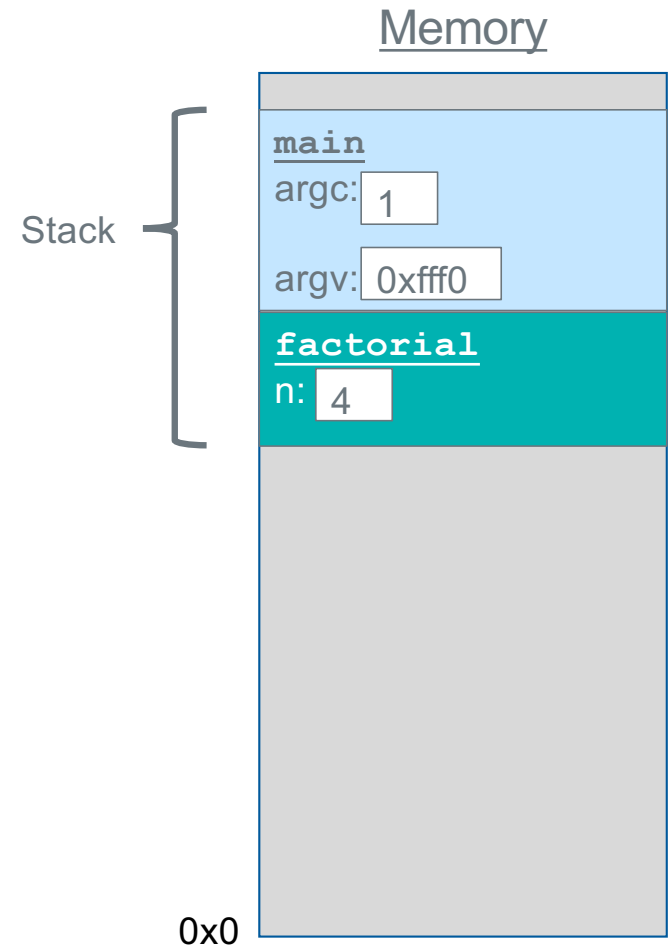 Memory
main
argc: 1
Stack
argv: 0xfff0
factorial
n: 4
0x0